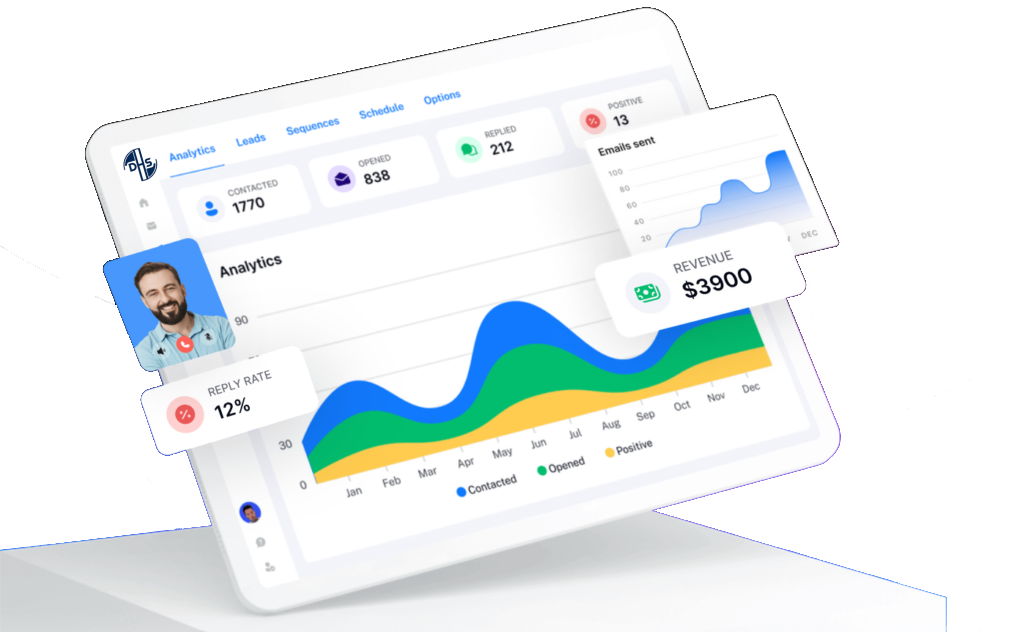 DHS
Analytics
Leads
Sequences
Schedule
Options
CONTACTED
1770
OPENED
838
REPLIED
212
POSITIVE
13
Emails sent
100
80
60
40
20
DEC
REVENUE
$3900
Analytics
90
30
0
REPLY RATE
12%
Jan
Feb
Mar
Apr
May
Jun
Jul
Aug
Sep
Oct
Nov
Dec
Contacted
Opened
Positive